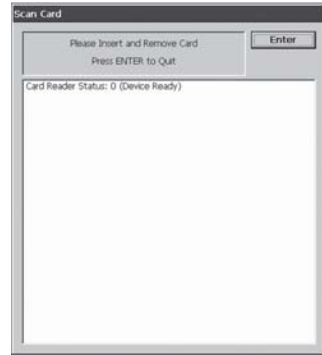 Scan Card
Please Insert and Remove Card
Press ENTER to Quit
Enter
Card Reader Status: 0 (Device Ready)